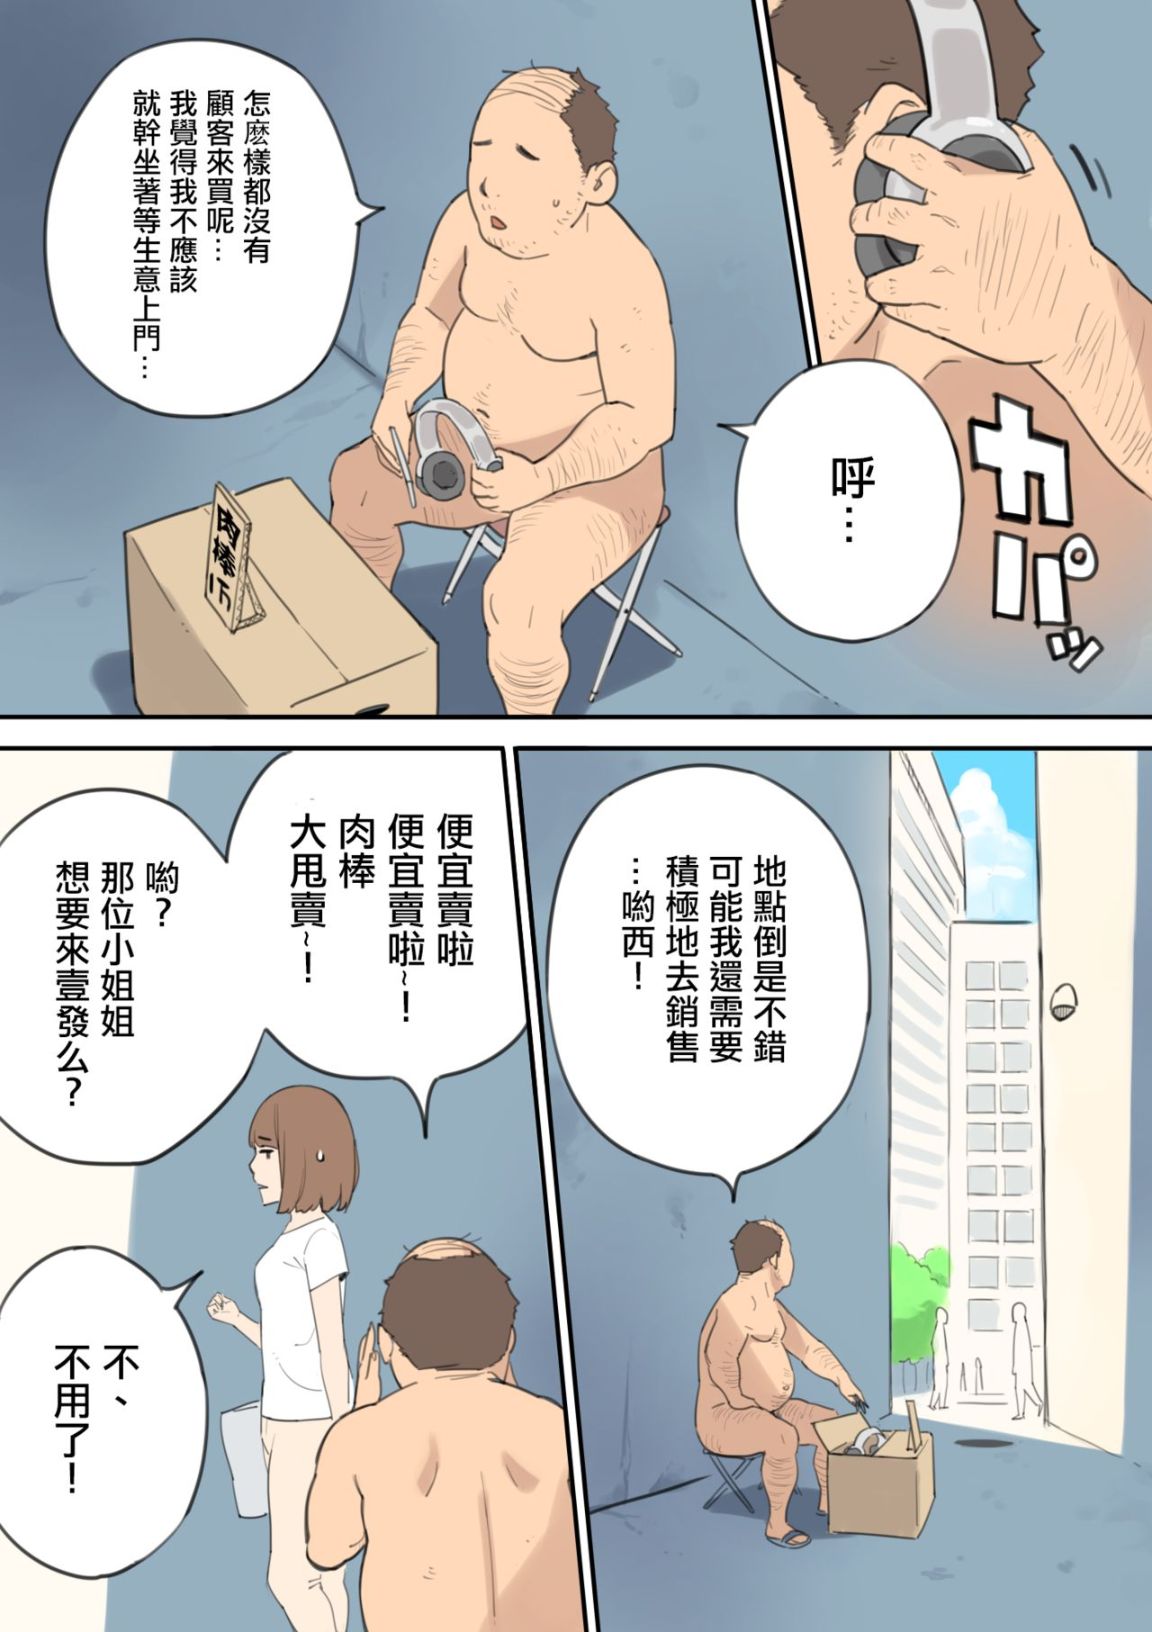 カパッ
呼…
怎麽樣都沒有
顧客來買呢…
我覺得我不應該
就幹坐著等生意上門…
肉棒市
地點倒是不錯
可能我還需要
積極地去銷售
…喲西！
便宜賣啦
便宜賣啦~！
肉棒
大甩賣~！
喲？
那位小姐姐
想要來壹發么？
不、
不用了！